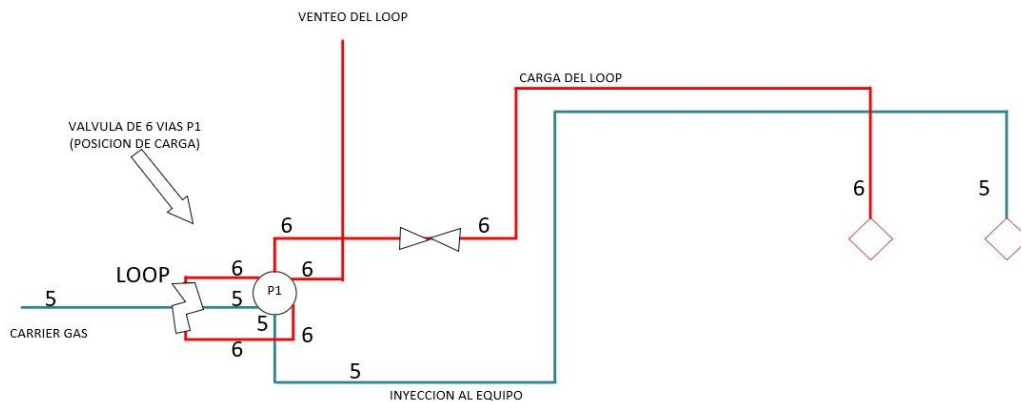 VENTEO DEL LOOP
CARGA DEL LOOP
VALVULA DE 6 VIAS P1
(POSICION DE CARGA)
6
5
6
6
LOOP
6
6
P1
5
5
5
CARRIER GAS
6
6
5
INYECCION AL EQUIPO